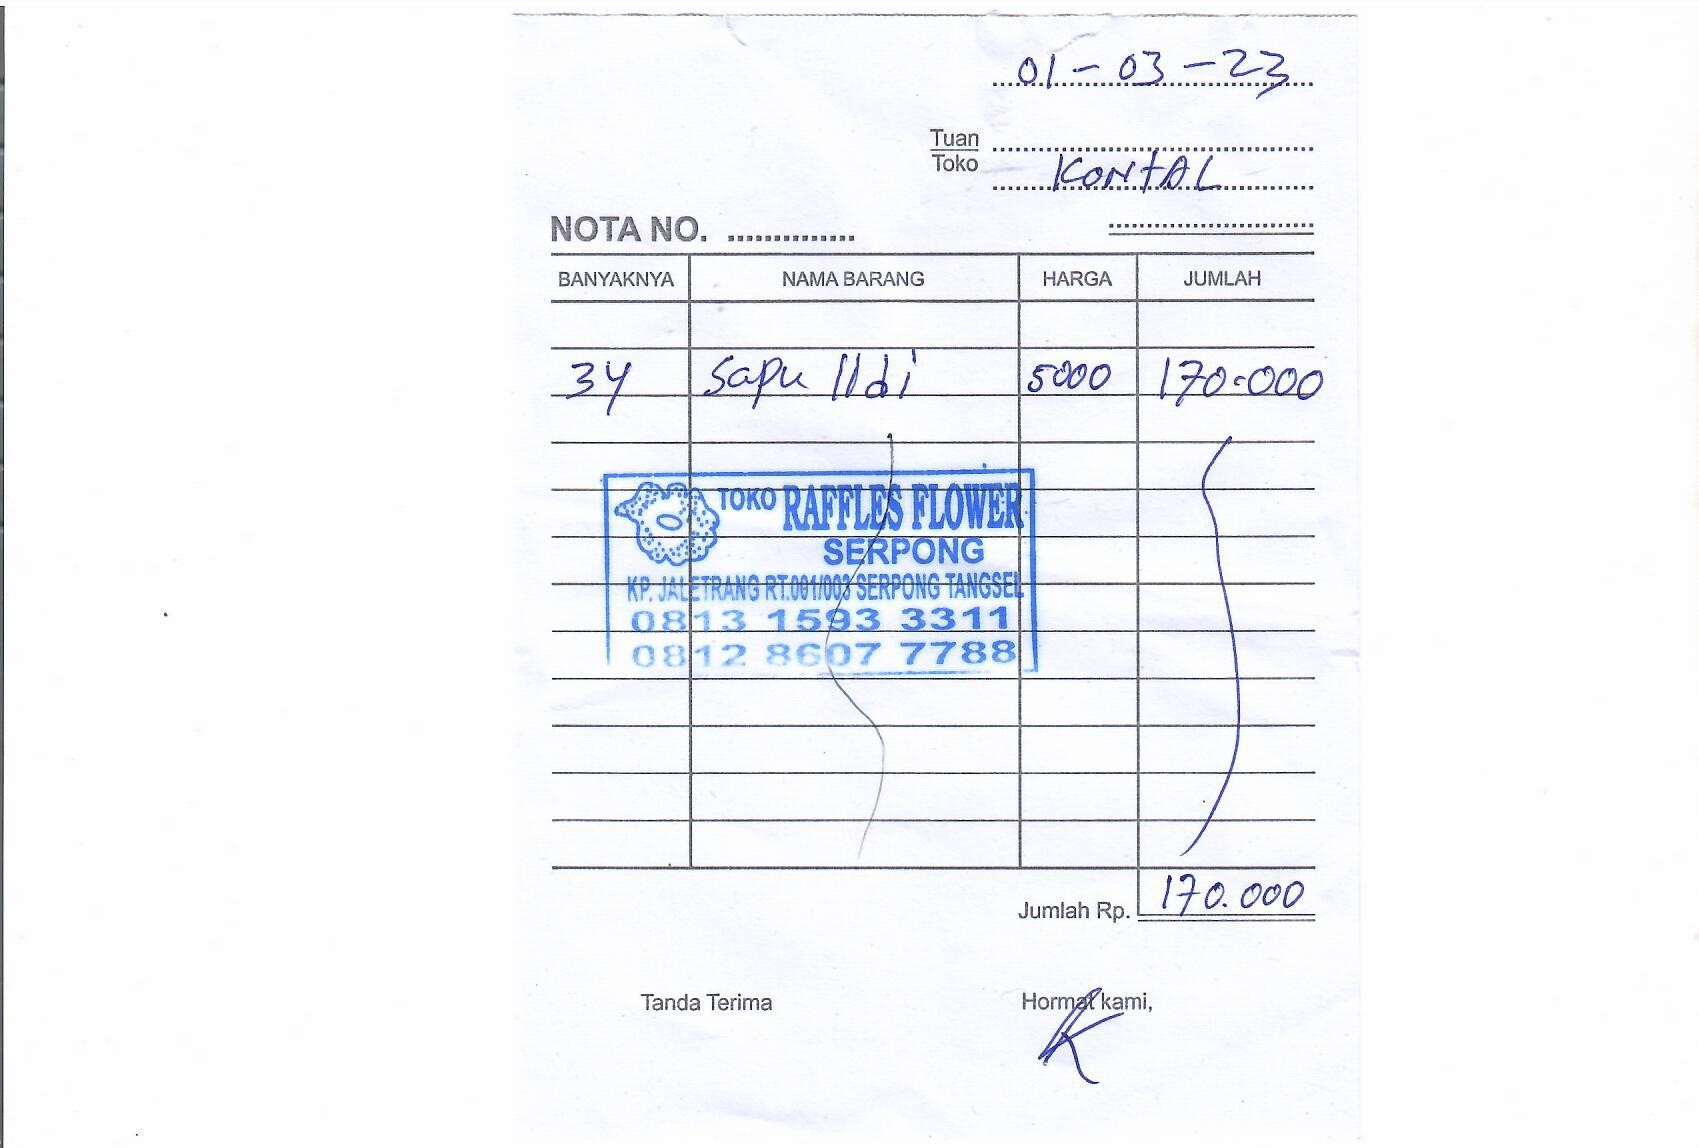 01-03-23
Tuan
Toko KontAL
NOTA NO. ..............
BANYAKNYA NAMA BARANG HARGA JUMLAH
34 Sapu lldi 5000 170.000
TOKO RAFFLES FLOWER
SERPONG
KP. JALETRANG RT.001/003 SERPONG TANGSEL
0813 1593 3311
0812 8607 7788
Jumlah Rp. 170.000
Tanda Terima Hormat kami,
K